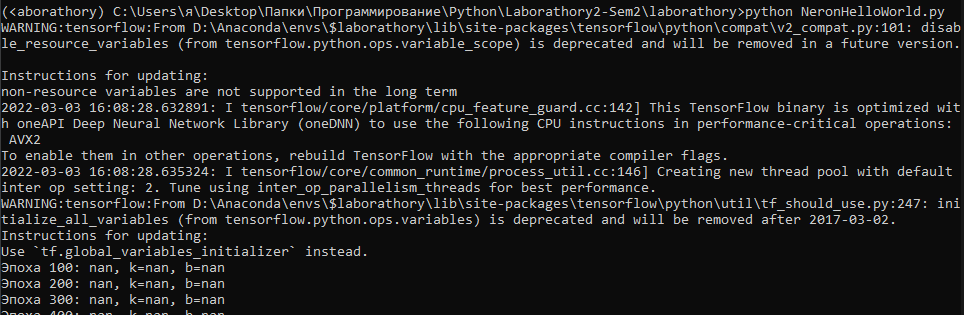 (<aborathory) C:\Users\я\Desktop\Папки\Программирование\Python\Laborathory2-Sem2\laborathory>python NeronHelloWorld.py
WARNING:tensorflow:From D:\Anaconda\envs\$laborathory\lib\site-packages\tensorflow\python\compat\v2_compat.py:101: disab
le_resource_variables (from tensorflow.python.ops.variable_scope) is deprecated and will be removed in a future version.
Instructions for updating:
non-resource variables are not supported in the long term
2022-03-03 16:08:28.632891: I tensorflow/core/platform/cpu_feature_guard.cc:142] This TensorFlow binary is optimized wit
h oneAPI Deep Neural Network Library (oneDNN) to use the following CPU instructions in performance-critical operations:
 AVX2
To enable them in other operations, rebuild TensorFlow with the appropriate compiler flags.
2022-03-03 16:08:28.635324: I tensorflow/core/common_runtime/process_util.cc:146] Creating new thread pool with default
inter op setting: 2. Tune using inter_op_parallelism_threads for best performance.
WARNING:tensorflow:From D:\Anaconda\envs\$laborathory\lib\site-packages\tensorflow\python\util\tf_should_use.py:247: ini
tialize_all_variables (from tensorflow.python.ops.variables) is deprecated and will be removed after 2017-03-02.
Instructions for updating:
Use `tf.global_variables_initializer` instead.
Эпоха 100: nan, k=nan, b=nan
Эпоха 200: nan, k=nan, b=nan
Эпоха 300: nan, k=nan, b=nan
Эпоха 400: nan, k=nan, b=nan